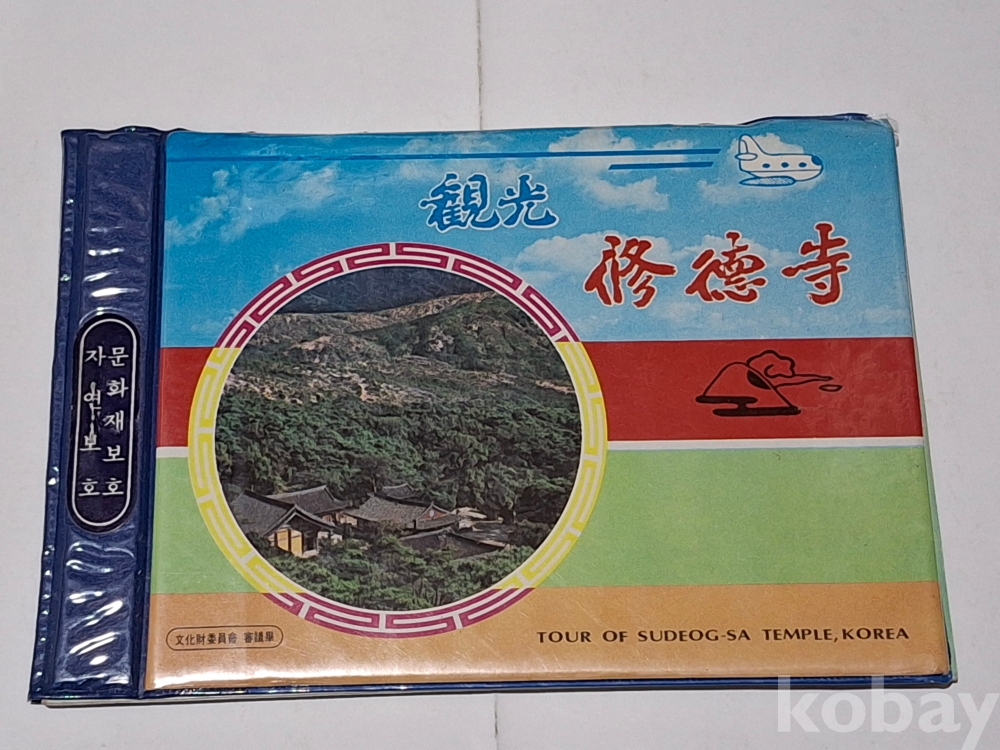 観光
修德寺
문화재보호
자연보호
文化財委員會 審議畢
TOUR OF SUDEOG-SA TEMPLE, KOREA
kobay